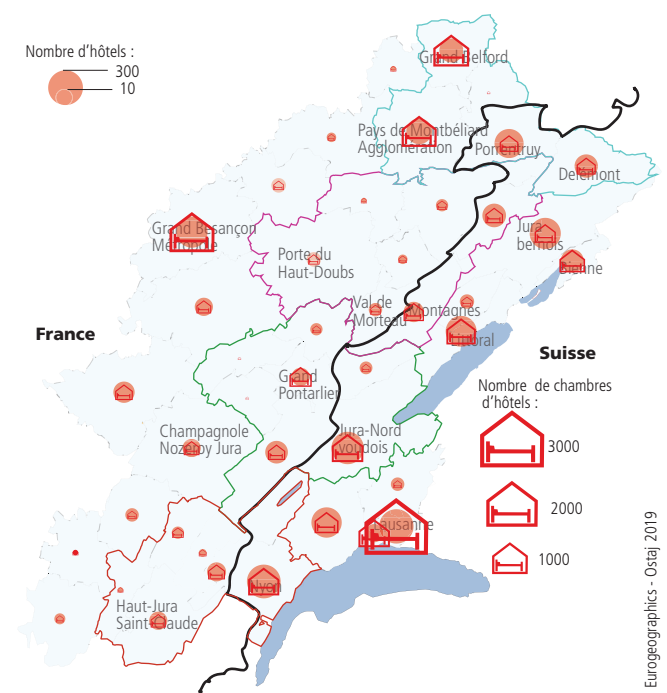 Nombre d'hôtels :
300
10
Grand Belford
Pays de Montbéliard
Agglomération
Porrentruy
Delémont
Grand Besançon
Métropole
Jura
bernois
Bienne
Porte du
Haut-Doubs
Val de
Morteau
Montagnes
Littoral
France
Suisse
Grand
Pontarlier
Nombre de chambres
d'hôtels :
3000
2000
1000
Champagnole
Nozeroy Jura
Jura-Nord
vaudois
Lausanne
Nyon
Haut-Jura
Saint-Claude
Eurogeographics - Ostaj 2019